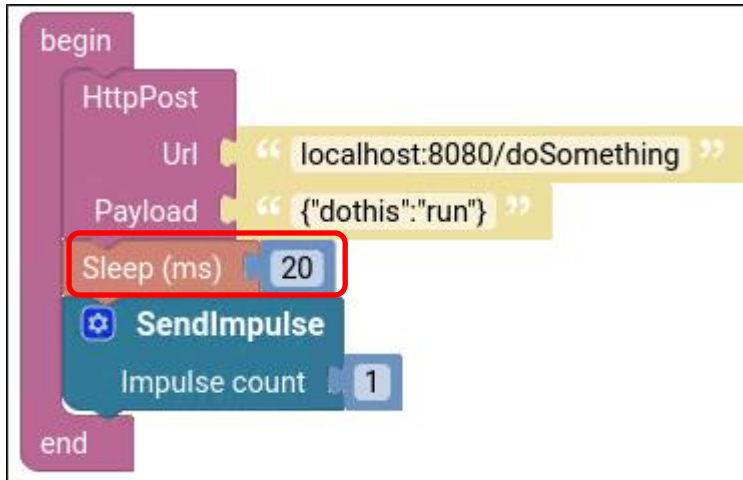 begin
HttpPost
Url “ localhost:8080/doSomething ”
Payload “ {"dothis":"run"} ”
Sleep (ms) 20
SendImpulse
Impulse count 1
end